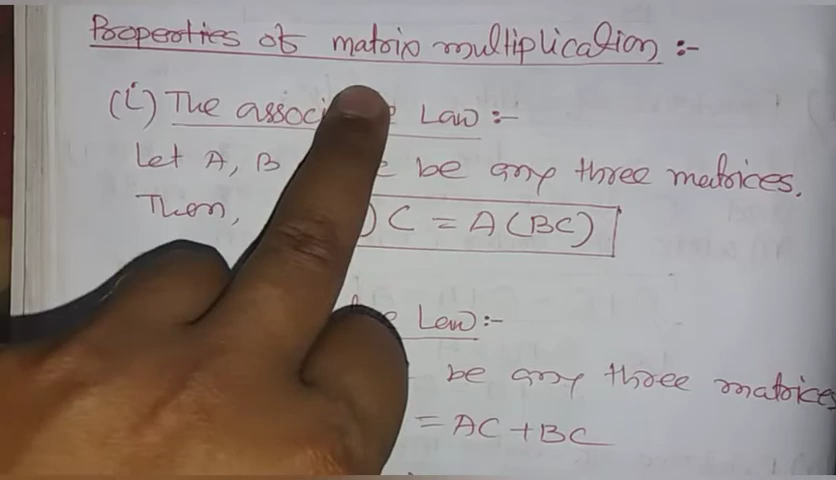 Properties of matrix multiplication :-
(i) The Law :-
Let A, B be any three matrices.
Then, ) C = A (BC)
Law :-
be any three matrices
= AC + BC